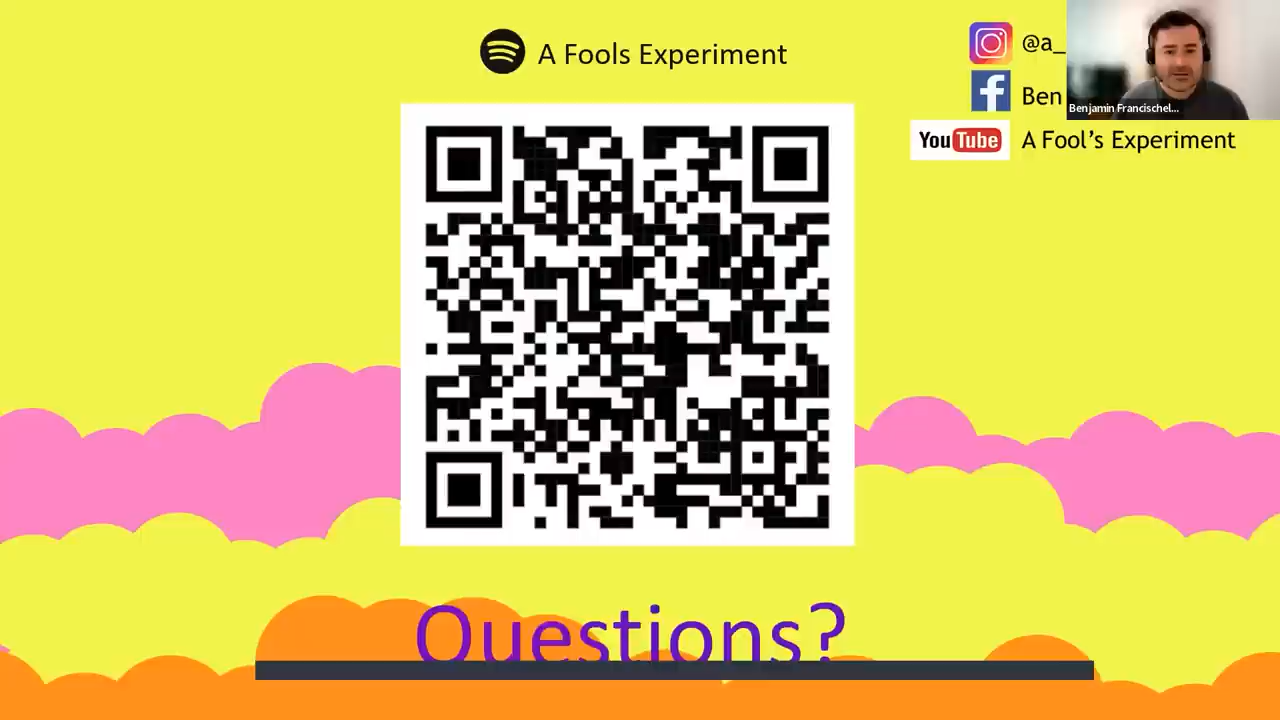 A Fools Experiment
@a_
Ben
Benjamin Francischel...
YouTube A Fool's Experiment
Questions?